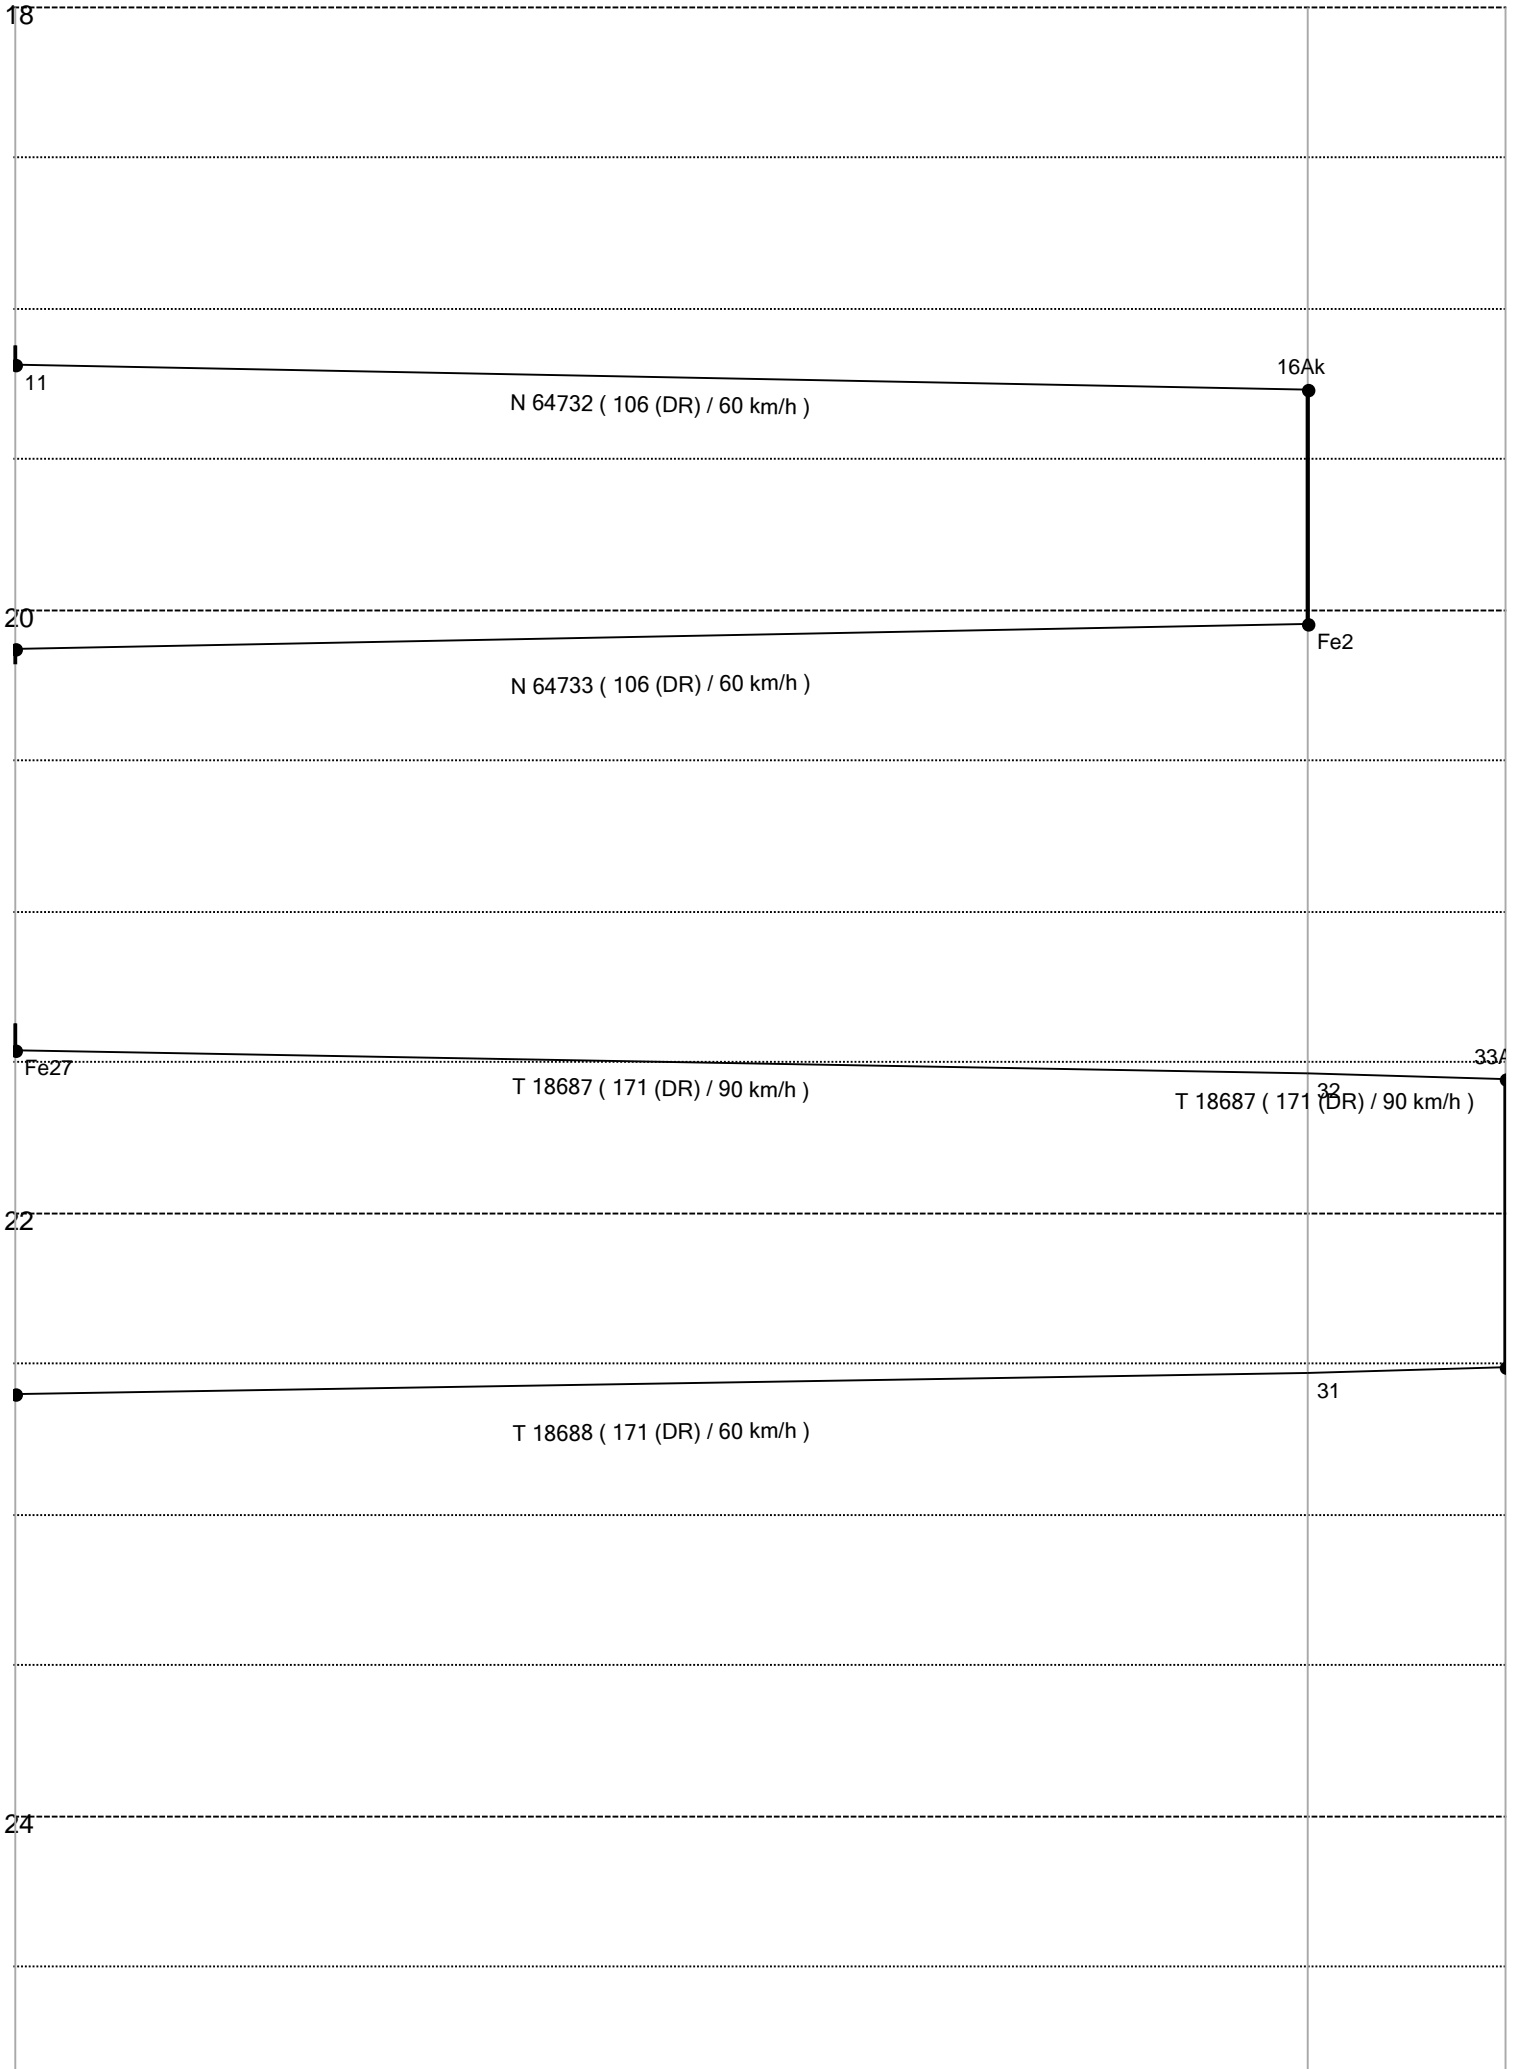 18
16Ak
11
N 64732 ( 106 (DR) / 60 km/h )
20
Fe2
N 64733 ( 106 (DR) / 60 km/h )
33A
Fe27
T 18687 ( 171 (DR) / 90 km/h )
32
T 18687 ( 171 (DR) / 90 km/h )
22
31
T 18688 ( 171 (DR) / 60 km/h )
24